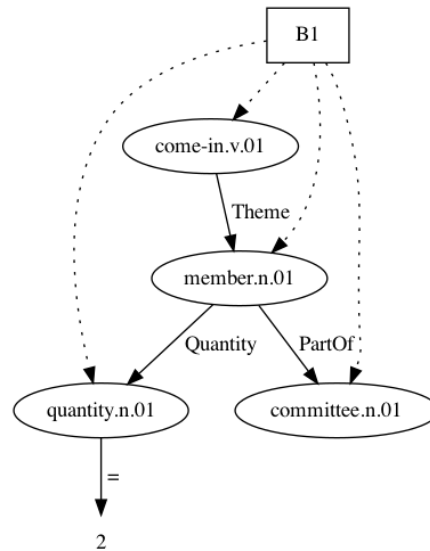 B1
come-in.v.01
Theme
member.n.01
Quantity
PartOf
quantity.n.01
committee.n.01
=
2